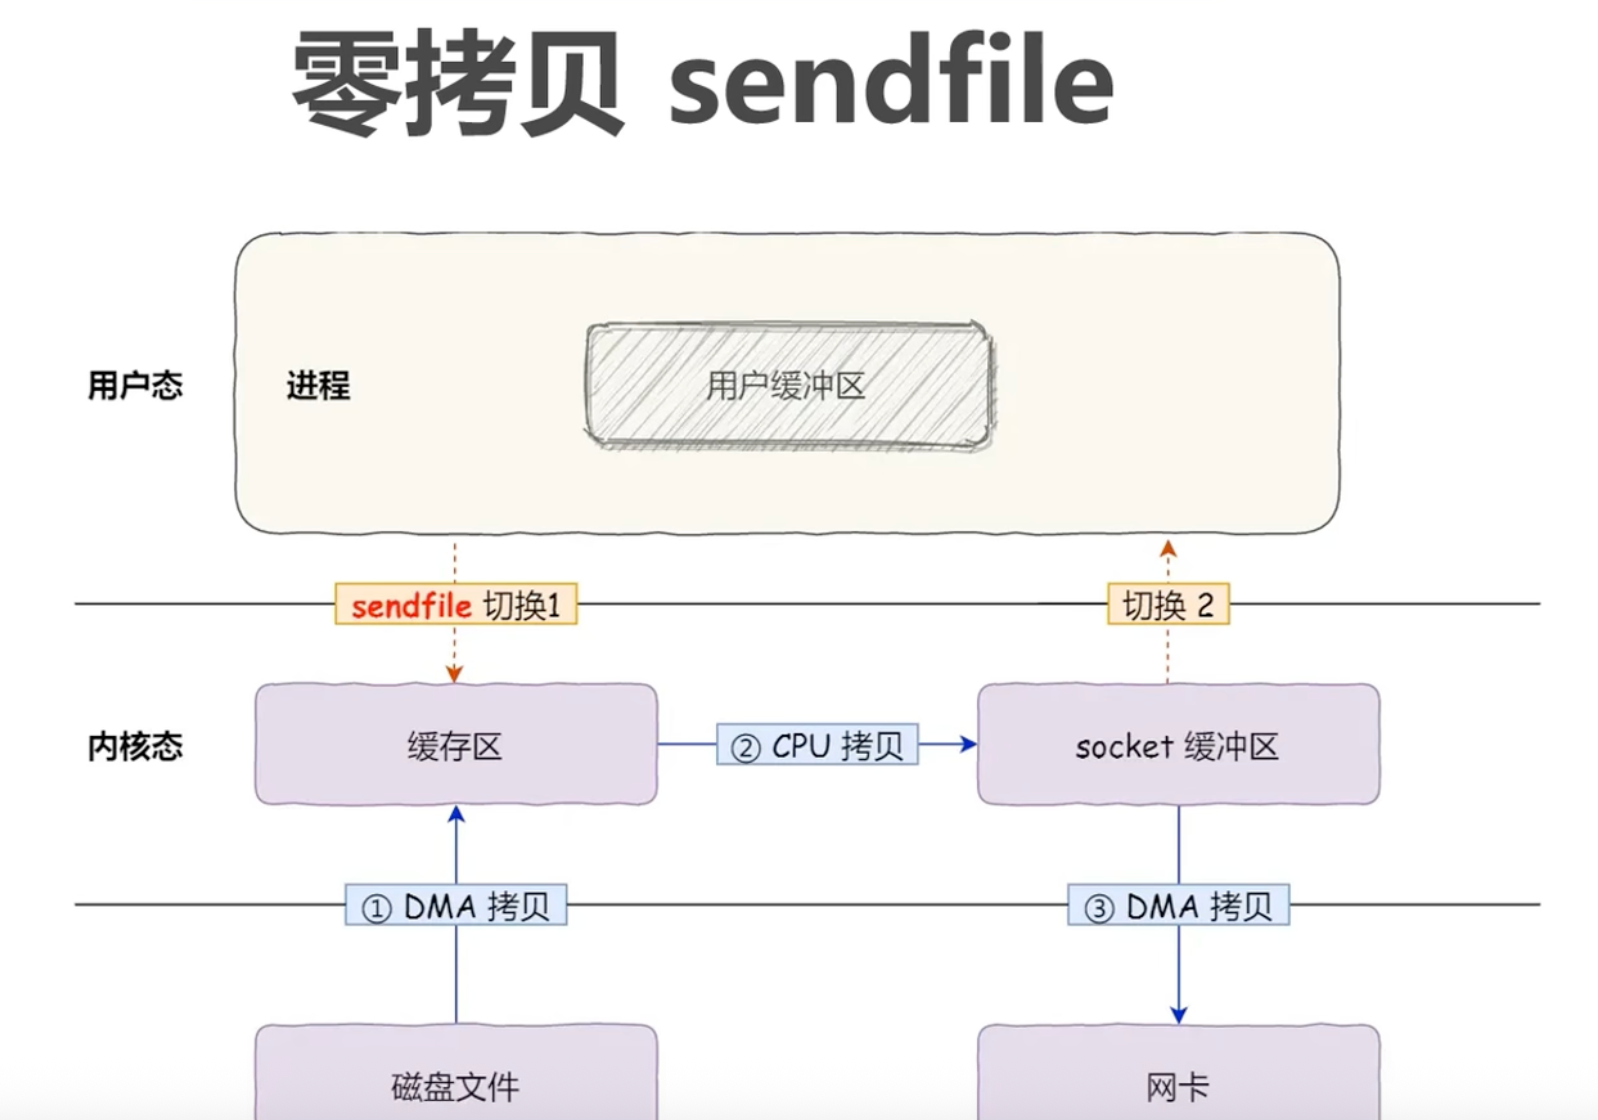 零拷贝 sendfile
用户态
进程
用户缓冲区
sendfile 切换1
切换 2
内核态
缓存区
② CPU 拷贝
socket 缓冲区
① DMA 拷贝
③ DMA 拷贝
磁盘文件
网卡